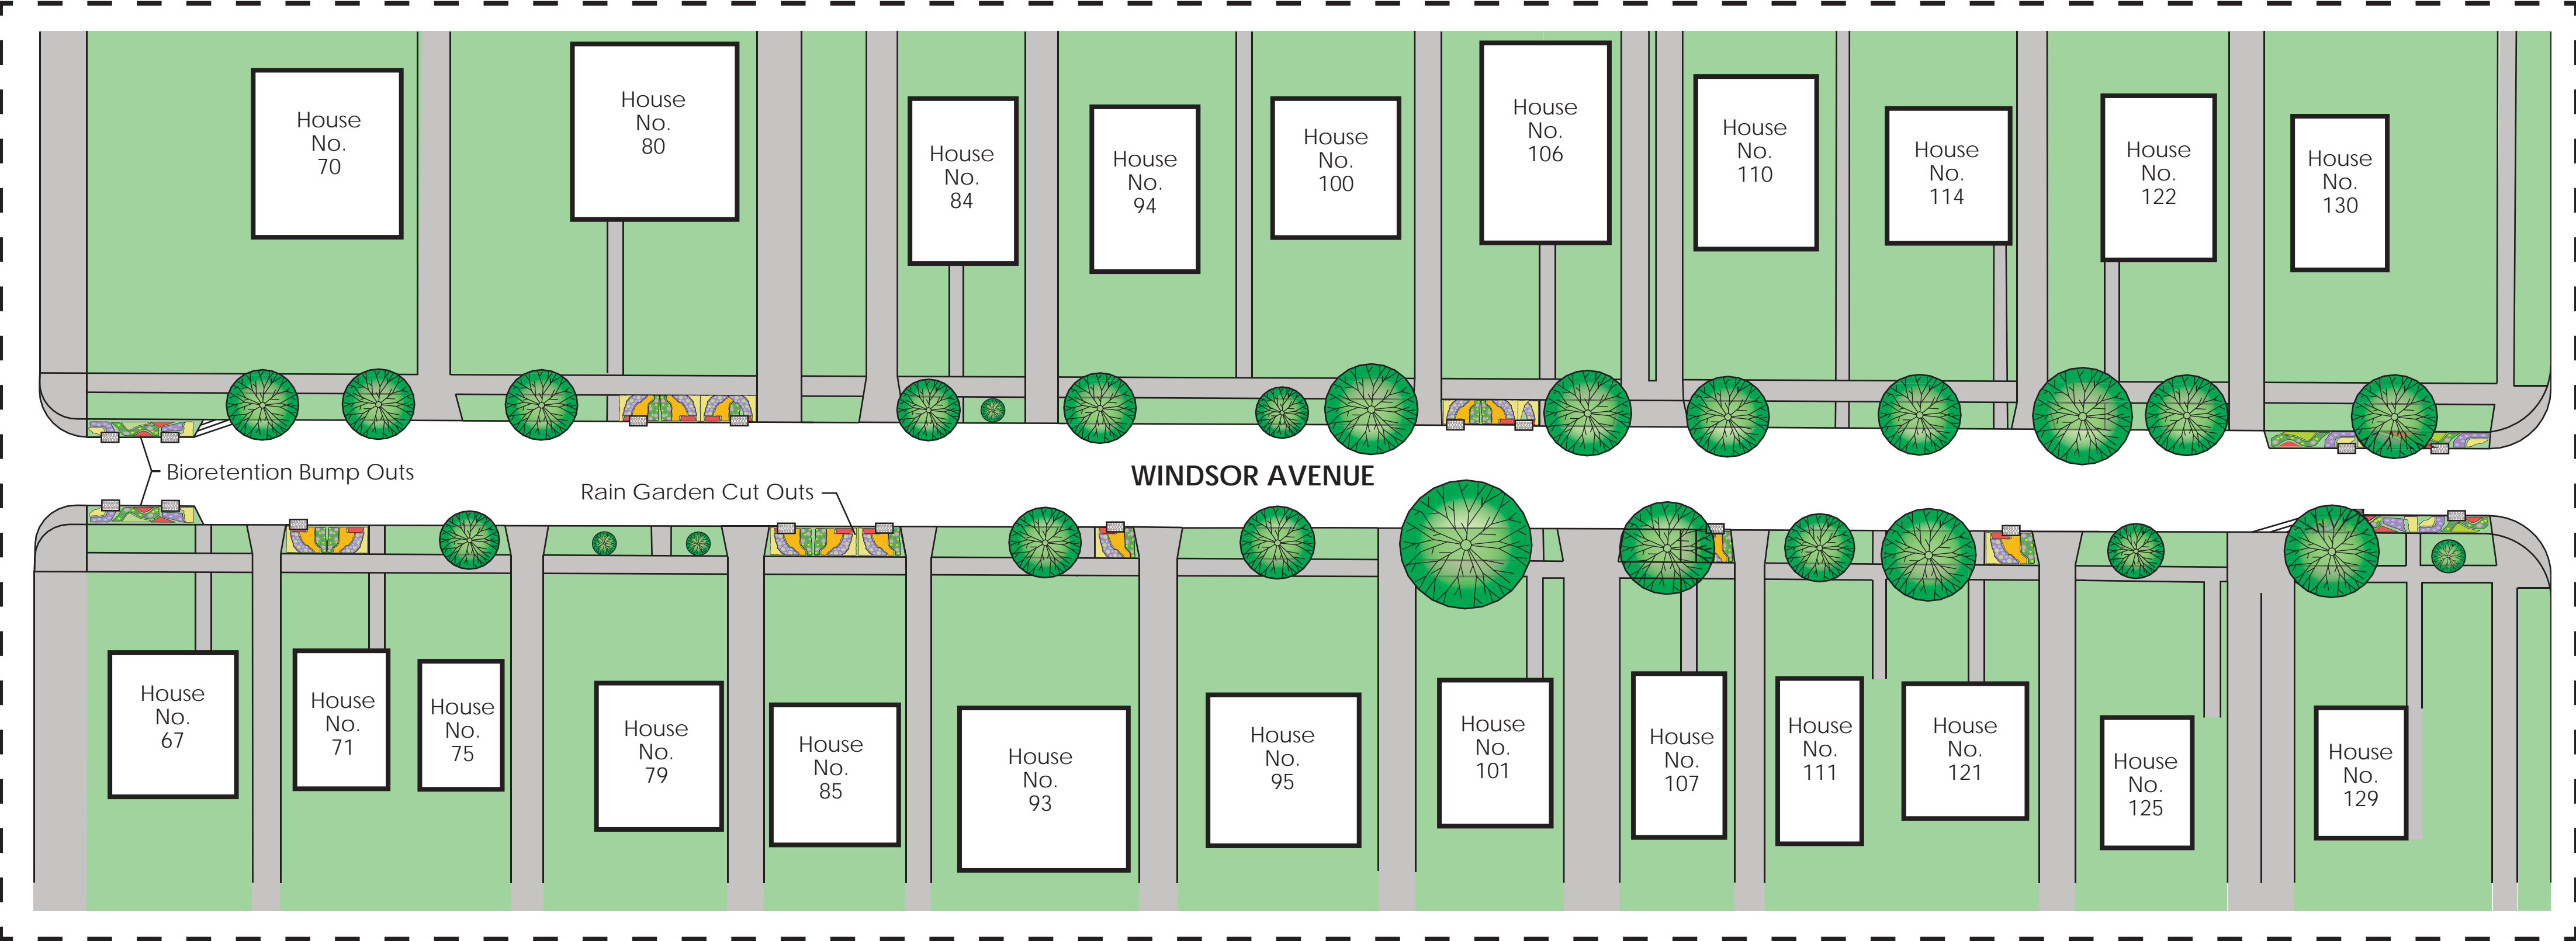 House
No.
70
House
No.
80
House
No.
84
House
No.
94
House
No.
100
House
No.
106
House
No.
110
House
No.
114
House
No.
122
House
No.
130
Bioretention Bump Outs
Rain Garden Cut Outs
WINDSOR AVENUE
House
No.
67
House
No.
71
House
No.
75
House
No.
79
House
No.
85
House
No.
93
House
No.
95
House
No.
101
House
No.
107
House
No.
111
House
No.
121
House
No.
125
House
No.
129